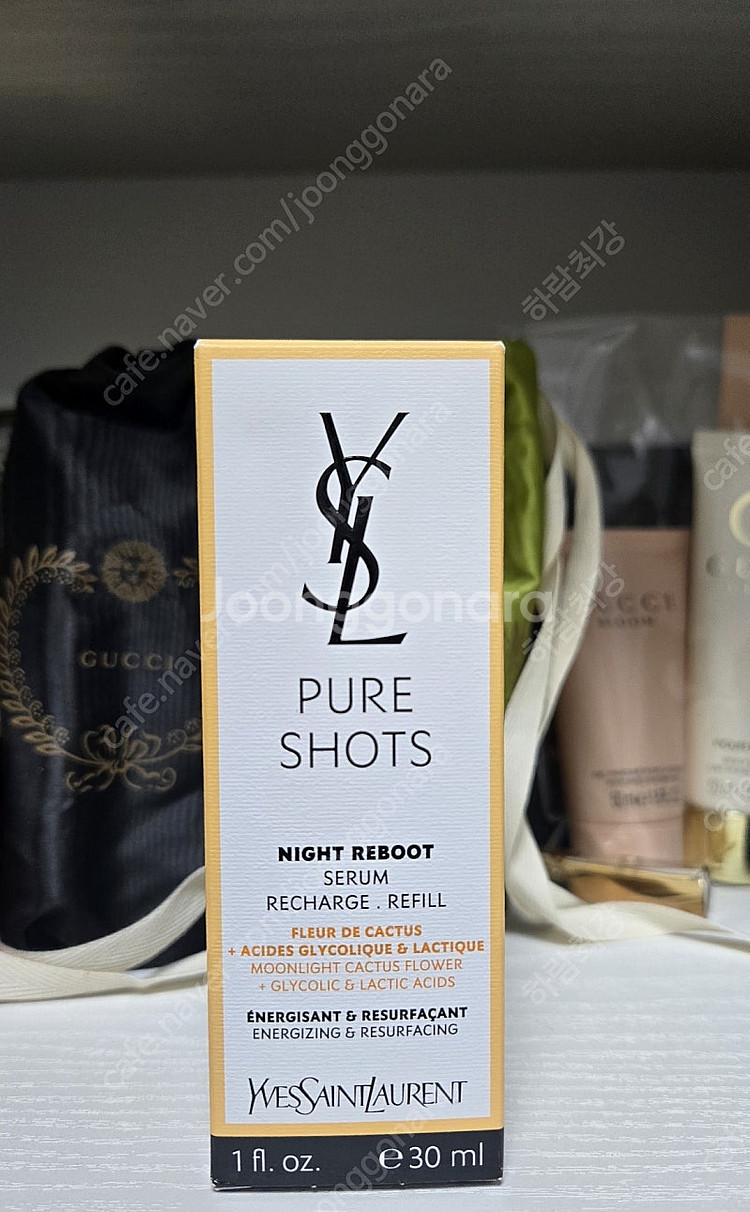 YSL
PURE
SHOTS
NIGHT REBOOT
SERUM
RECHARGE . REFILL
FLEUR DE CACTUS
+ ACIDES GLYCOLIQUE & LACTIQUE
MOONLIGHT CACTUS FLOWER
+ GLYCOLIC & LACTIC ACIDS
ÉNERGISANT & RESURFAÇANT
ENERGIZING & RESURFACING
YVESSAINTLAURENT
1 fl. oz. ℮ 30 ml
GUCCI
GUCCI
BLOOM
Joonggonara
cafe.naver.com/joonggonara
하람최강